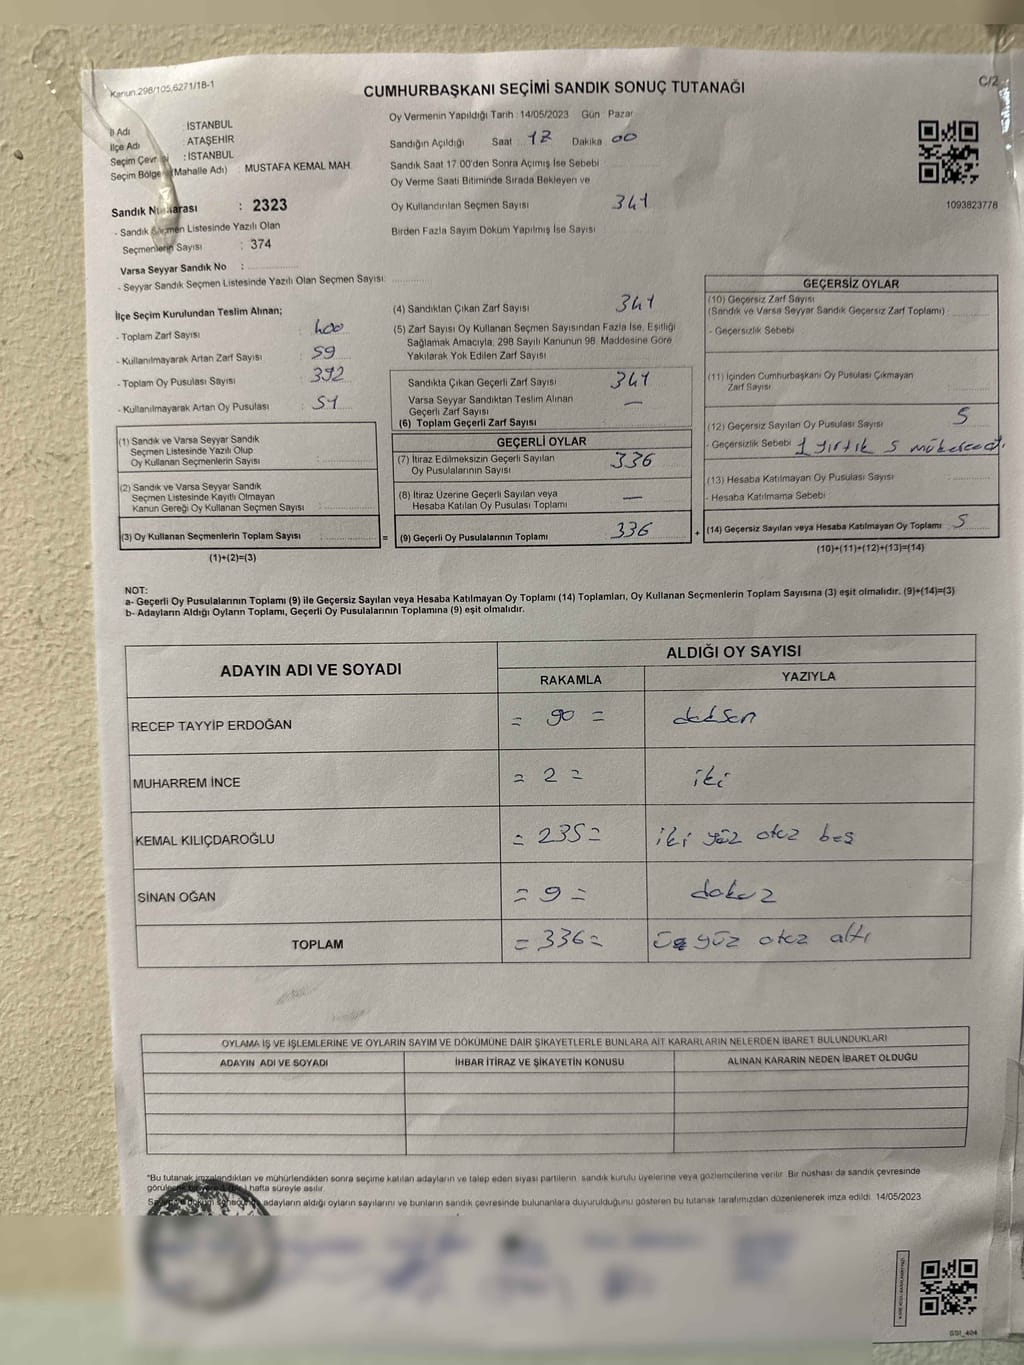 Kanun.298/105,6271/18-1
C/2
CUMHURBAŞKANI SEÇİMİ SANDIK SONUÇ TUTANAĞI
İl Adı : İSTANBUL
İlçe Adı : ATAŞEHİR
Seçim Çevr : İSTANBUL
Seçim Bölge (Mahalle Adı) : MUSTAFA KEMAL MAH.
Sandık Numarası : 2323
- Sandık Seçmen Listesinde Yazılı Olan
Seçmenlerin Sayısı : 374
Varsa Seyyar Sandık No :
- Seyyar Sandık Seçmen Listesinde Yazılı Olan Seçmen Sayısı:
Oy Vermenin Yapıldığı Tarih : 14/05/2023 Gün : Pazar
Sandığın Açıldığı Saat : 17 Dakika 00
Sandık Saat 17.00'den Sonra Açımış İse Sebebi
Oy Verme Saati Bitiminde Sırada Bekleyen ve
Oy Kullandırılan Seçmen Sayısı 341
Birden Fazla Sayım Döküm Yapılmış İse Sayısı
1093823778
İlçe Seçim Kurulundan Teslim Alınan;
- Toplam Zarf Sayısı : 400
- Kullanılmayarak Artan Zarf Sayısı : 59
- Toplam Oy Pusulası Sayısı : 392
- Kullanılmayarak Artan Oy Pusulası : 51
(1) Sandık ve Varsa Seyyar Sandık
Seçmen Listesinde Yazılı Olup
Oy Kullanan Seçmenlerin Sayısı :
(2) Sandık ve Varsa Seyyar Sandık
Seçmen Listesinde Kayıtlı Olmayan
Kanun Gereği Oy Kullanan Seçmen Sayısı :
(3) Oy Kullanan Seçmenlerin Toplam Sayısı :
(1)+(2)=(3)
(4) Sandıktan Çıkan Zarf Sayısı 341
(5) Zarf Sayısı Oy Kullanan Seçmen Sayısından Fazla İse, Eşitliği
Sağlamak Amacıyla, 298 Sayılı Kanunun 98. Maddesine Göre
Yakılarak Yok Edilen Zarf Sayısı
Sandıkta Çıkan Geçerli Zarf Sayısı 341
Varsa Seyyar Sandıktan Teslim Alınan
Geçerli Zarf Sayısı —
(6) Toplam Geçerli Zarf Sayısı
=
GEÇERLİ OYLAR
(7) İtiraz Edilmeksizin Geçerli Sayılan
Oy Pusulalarının Sayısı 336
(8) İtiraz Üzerine Geçerli Sayılan veya
Hesaba Katılan Oy Pusulası Toplamı —
(9) Geçerli Oy Pusulalarının Toplamı 336
+
GEÇERSİZ OYLAR
(10) Geçersiz Zarf Sayısı
(Sandık ve Varsa Seyyar Sandık Geçersiz Zarf Toplamı) :
- Geçersizlik Sebebi
(11) İçinden Cumhurbaşkanı Oy Pusulası Çıkmayan
Zarf Sayısı :
(12) Geçersiz Sayılan Oy Pusulası Sayısı : 5
- Geçersizlik Sebebi 1 yırtık 5
(13) Hesaba Katılmayan Oy Pusulası Sayısı :
- Hesaba Katılmama Sebebi
(14) Geçersiz Sayılan veya Hesaba Katılmayan Oy Toplamı : 5
(10)+(11)+(12)+(13)=(14)
NOT:
a- Geçerli Oy Pusulalarının Toplamı (9) ile Geçersiz Sayılan veya Hesaba Katılmayan Oy Toplamı (14) Toplamları, Oy Kullanan Seçmenlerin Toplam Sayısına (3) eşit olmalıdır. (9)+(14)=(3)
b- Adayların Aldığı Oyların Toplamı, Geçerli Oy Pusulalarının Toplamına (9) eşit olmalıdır.
ADAYIN ADI VE SOYADI
ALDIĞI OY SAYISI
RAKAMLA YAZIYLA
RECEP TAYYİP ERDOĞAN = 90 = doksan
MUHARREM İNCE = 2 = iki
KEMAL KILIÇDAROĞLU = 235 = iki yüz otuz beş
SİNAN OĞAN = 9 = dokuz
TOPLAM = 336 = üç yüz otuz altı
OYLAMA İŞ VE İŞLEMLERİNE VE OYLARIN SAYIM VE DÖKÜMÜNE DAİR ŞİKAYETLERLE BUNLARA AİT KARARLARIN NELERDEN İBARET BULUNDUKLARI
ADAYIN ADI VE SOYADI İHBAR İTİRAZ VE ŞİKAYETİN KONUSU ALINAN KARARIN NEDEN İBARET OLDUĞU
*Bu tutanak imzalandıktan ve mühürlendikten sonra seçime katılan adayların ve talep eden siyasi partilerin sandık kurulu üyelerine veya gözlemcilerine verilir. Bir nüshası da sandık çevresinde
hafta süreyle asılır.
adayların aldığı oyların sayılarını ve bunların sandık çevresinde bulunanlara duyurulduğunu gösteren bu tutanak tarafımızdan düzenlenerek imza edildi. 14/05/2023
SSI_404